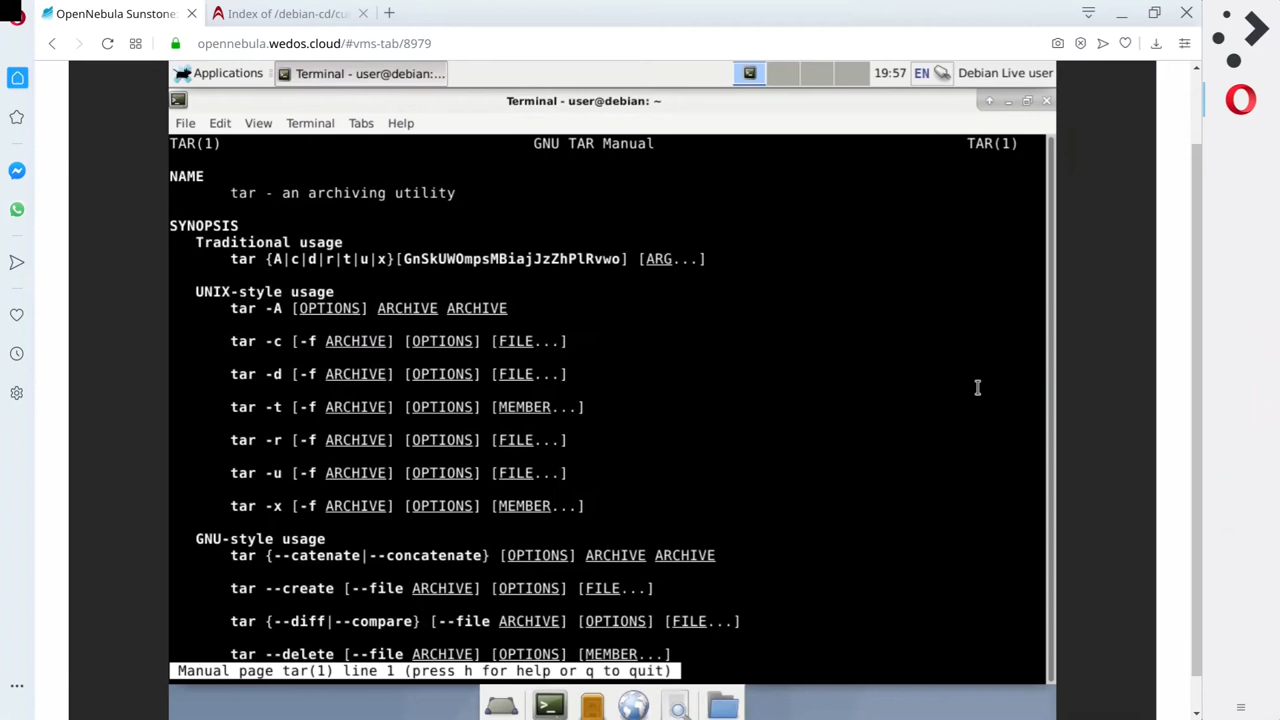 OpenNebula Sunstone:
Index of /debian-cd/cu
opennebula.wedos.cloud/#vms-tab/8979
Applications
Terminal - user@debian:...
19:57
EN
Debian Live user
Terminal - user@debian: ~
File Edit View Terminal Tabs Help
TAR(1) GNU TAR Manual TAR(1)
NAME
tar - an archiving utility
SYNOPSIS
Traditional usage
tar {A|c|d|r|t|u|x}[GnSkUWOmpsMBiajJzZhPlRvwo] [ARG...]
UNIX-style usage
tar -A [OPTIONS] ARCHIVE ARCHIVE
tar -c [-f ARCHIVE] [OPTIONS] [FILE...]
tar -d [-f ARCHIVE] [OPTIONS] [FILE...]
tar -t [-f ARCHIVE] [OPTIONS] [MEMBER...]
tar -r [-f ARCHIVE] [OPTIONS] [FILE...]
tar -u [-f ARCHIVE] [OPTIONS] [FILE...]
tar -x [-f ARCHIVE] [OPTIONS] [MEMBER...]
GNU-style usage
tar {--catenate|--concatenate} [OPTIONS] ARCHIVE ARCHIVE
tar --create [--file ARCHIVE] [OPTIONS] [FILE...]
tar {--diff|--compare} [--file ARCHIVE] [OPTIONS] [FILE...]
tar --delete [--file ARCHIVE] [OPTIONS] [MEMBER...]
Manual page tar(1) line 1 (press h for help or q to quit)